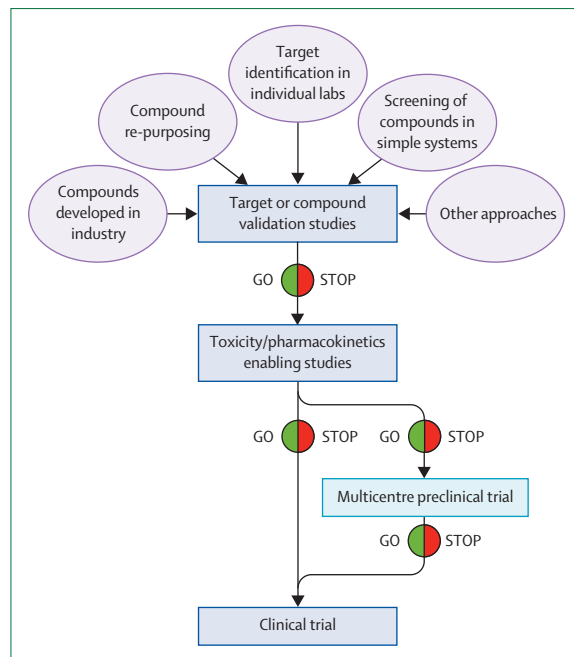 Target
identification in
individual labs
Compound
re-purposing
Screening of
compounds in
simple systems
Compounds
developed in
industry
Target or compound
validation studies
Other approaches
GO STOP
Toxicity/pharmacokinetics
enabling studies
GO STOP GO STOP
Multicentre preclinical trial
GO STOP
Clinical trial